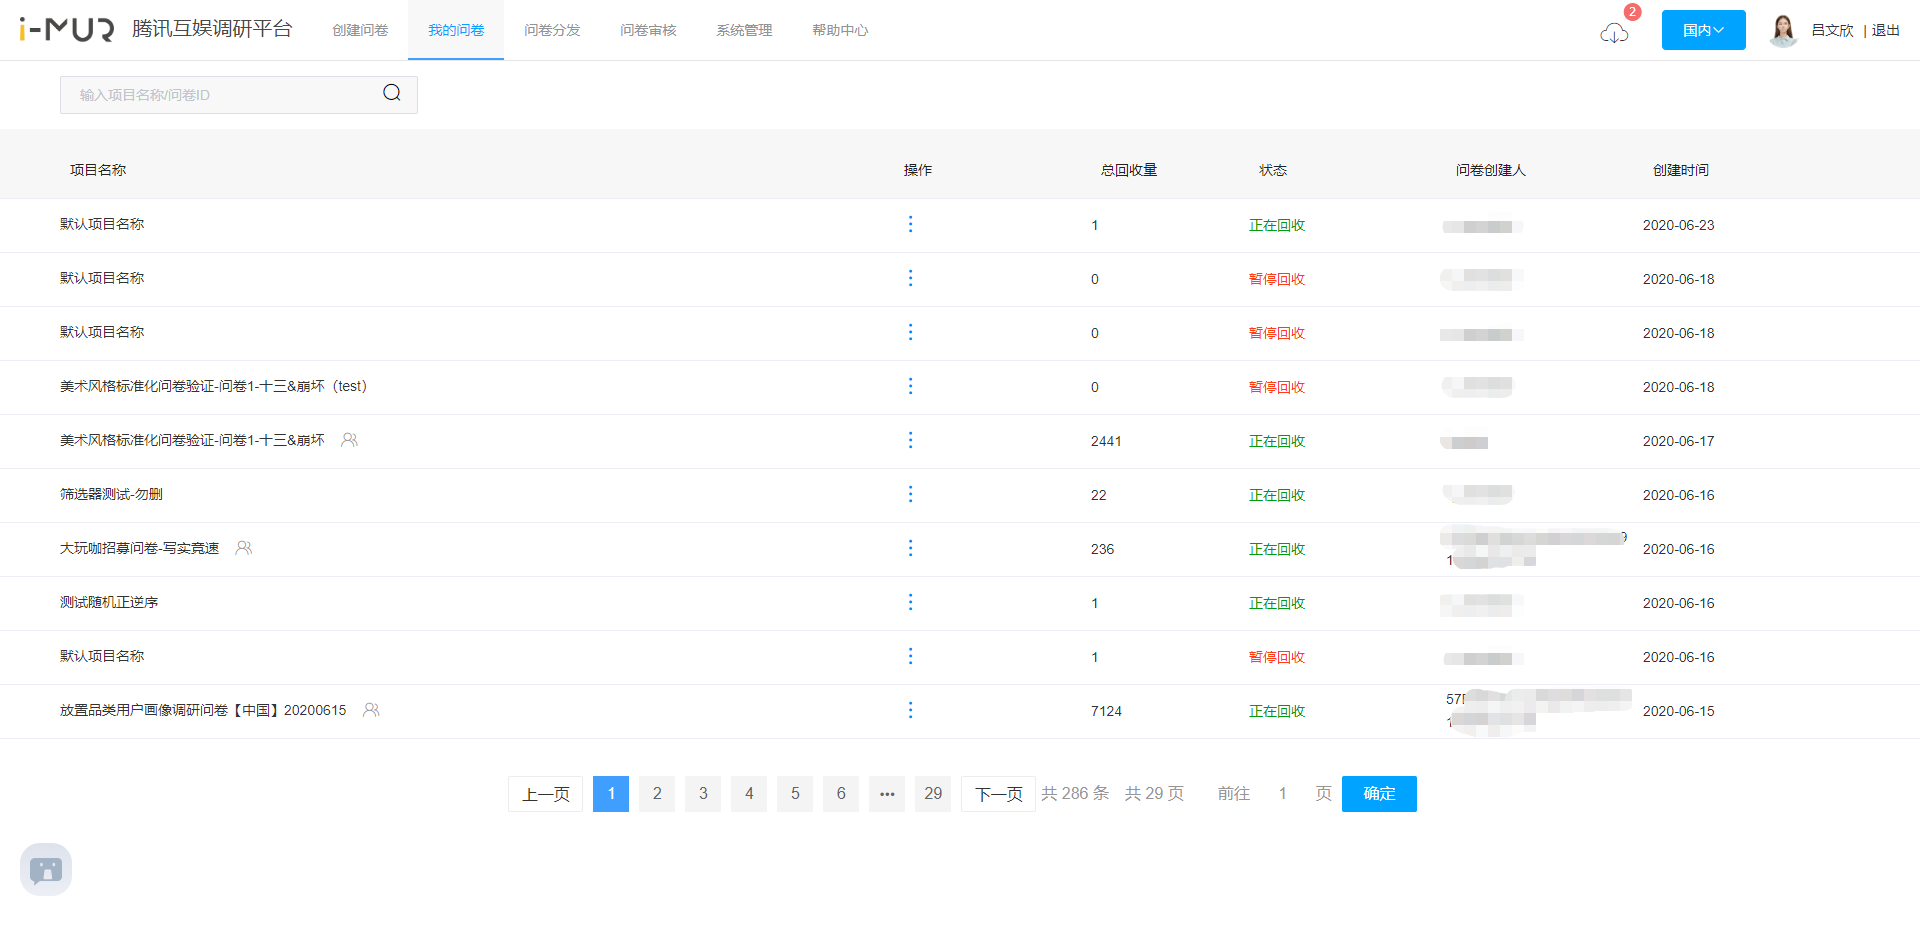 i-MUR 腾讯互娱调研平台 创建问卷 我的问卷 问卷分发 问卷审核 系统管理 帮助中心 2 国内 吕文欣 | 退出
输入项目名称/问卷ID
项目名称 操作 总回收量 状态 问卷创建人 创建时间
默认项目名称 1 正在回收 2020-06-23
默认项目名称 0 暂停回收 2020-06-18
默认项目名称 0 暂停回收 2020-06-18
美术风格标准化问卷验证-问卷1-十三&崩坏（test） 0 暂停回收 2020-06-18
美术风格标准化问卷验证-问卷1-十三&崩坏 2441 正在回收 2020-06-17
筛选器测试-勿删 22 正在回收 2020-06-16
大玩咖招募问卷-写实竞速 236 正在回收 2020-06-16
测试随机正逆序 1 正在回收 2020-06-16
默认项目名称 1 暂停回收 2020-06-16
放置品类用户画像调研问卷【中国】20200615 7124 正在回收 2020-06-15
上一页 1 2 3 4 5 6 ••• 29 下一页 共 286 条 共 29 页 前往 1 页 确定